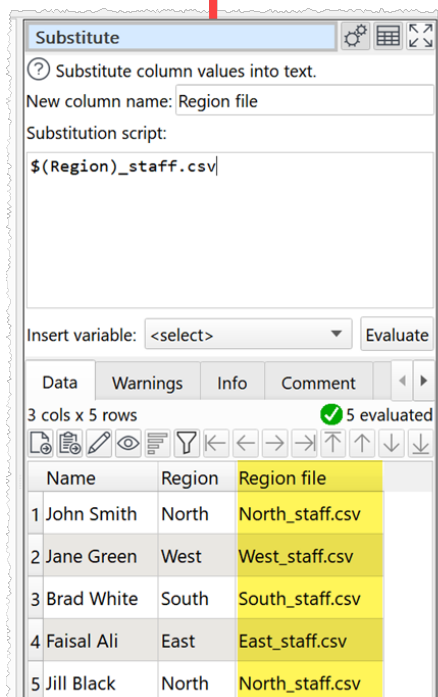 Substitute
Substitute column values into text.
New column name: Region file
Substitution script:
$(Region)_staff.csv
Insert variable: <select> Evaluate
Data Warnings Info Comment
3 cols x 5 rows 5 evaluated
Name Region Region file
1 John Smith North North_staff.csv
2 Jane Green West West_staff.csv
3 Brad White South South_staff.csv
4 Faisal Ali East East_staff.csv
5 Jill Black North North_staff.csv